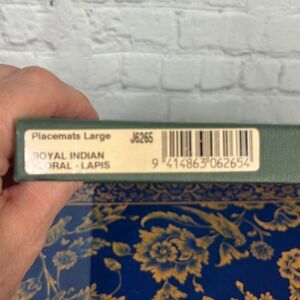 Placemats Large J6265
ROYAL INDIAN
FLORAL - LAPIS
9 414863 062654